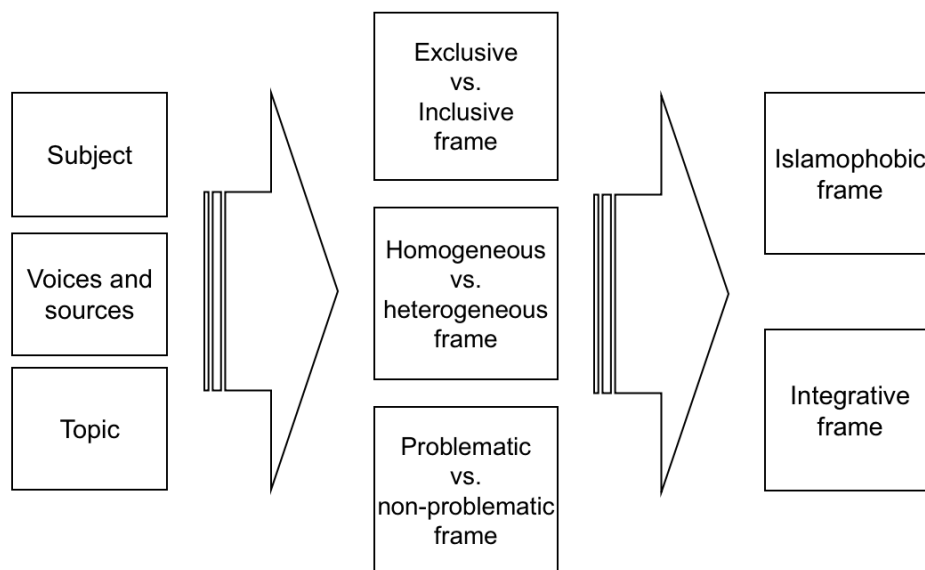 Subject
Voices and
sources
Topic
Exclusive
vs.
Inclusive
frame
Homogeneous
vs.
heterogeneous
frame
Problematic
vs.
non-problematic
frame
Islamophobic
frame
Integrative
frame